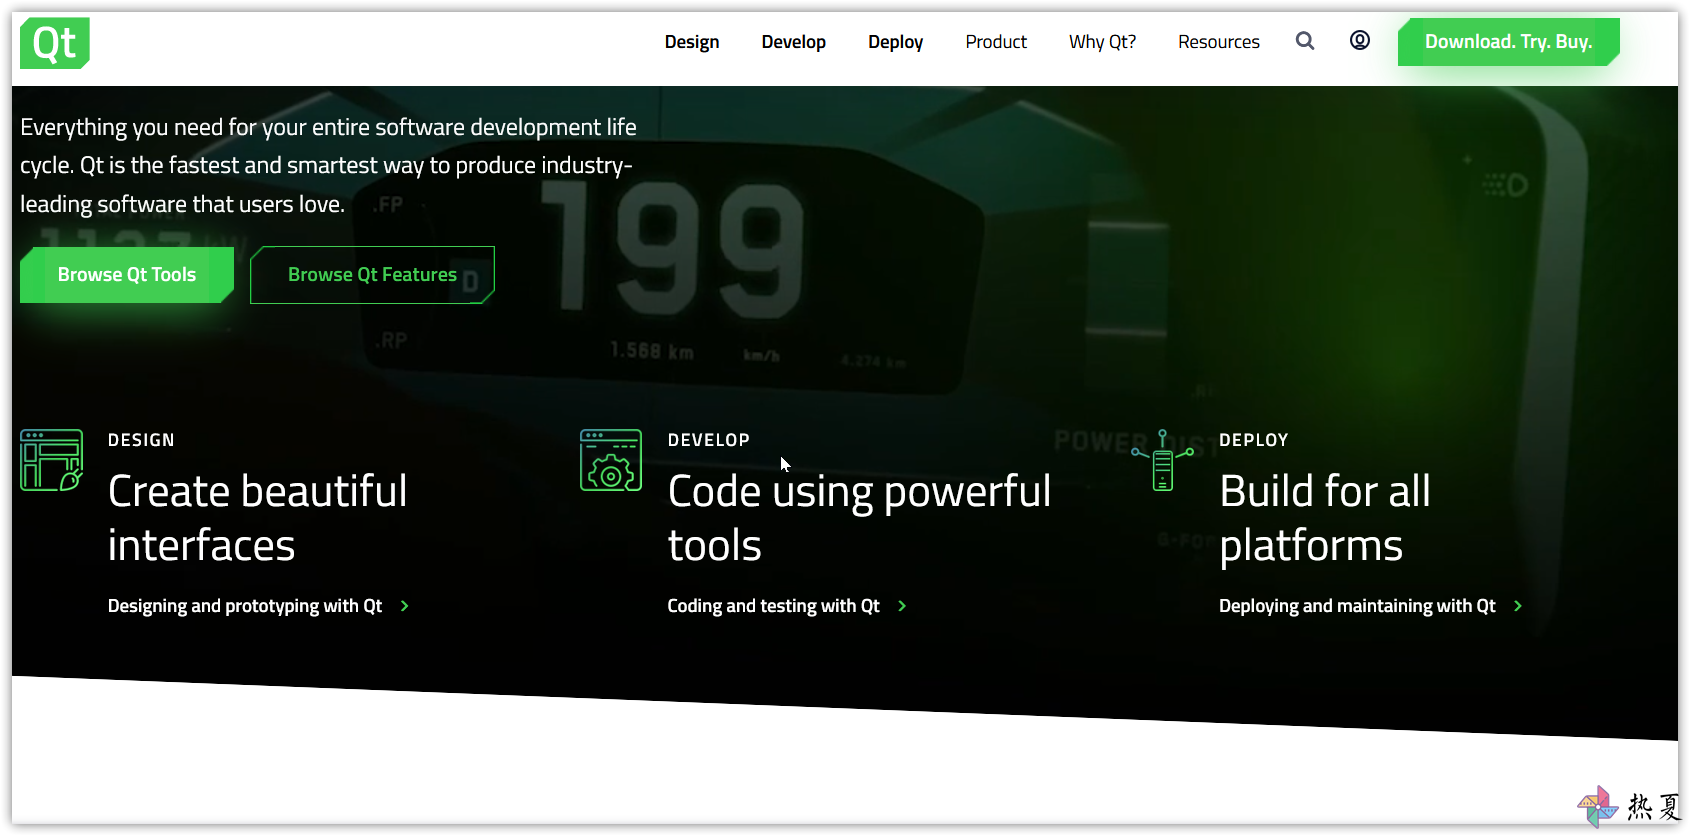 Qt
Design Develop Deploy Product Why Qt? Resources Download. Try. Buy.
Everything you need for your entire software development life
cycle. Qt is the fastest and smartest way to produce industry-
leading software that users love.
.FP
199
Browse Qt Tools
Browse Qt Features
D
.RP
1.568 km
km/h
4.274 km
POWER DIST
DESIGN
Create beautiful
interfaces
Designing and prototyping with Qt
DEVELOP
Code using powerful
tools
Coding and testing with Qt
DEPLOY
Build for all
platforms
Deploying and maintaining with Qt
热夏